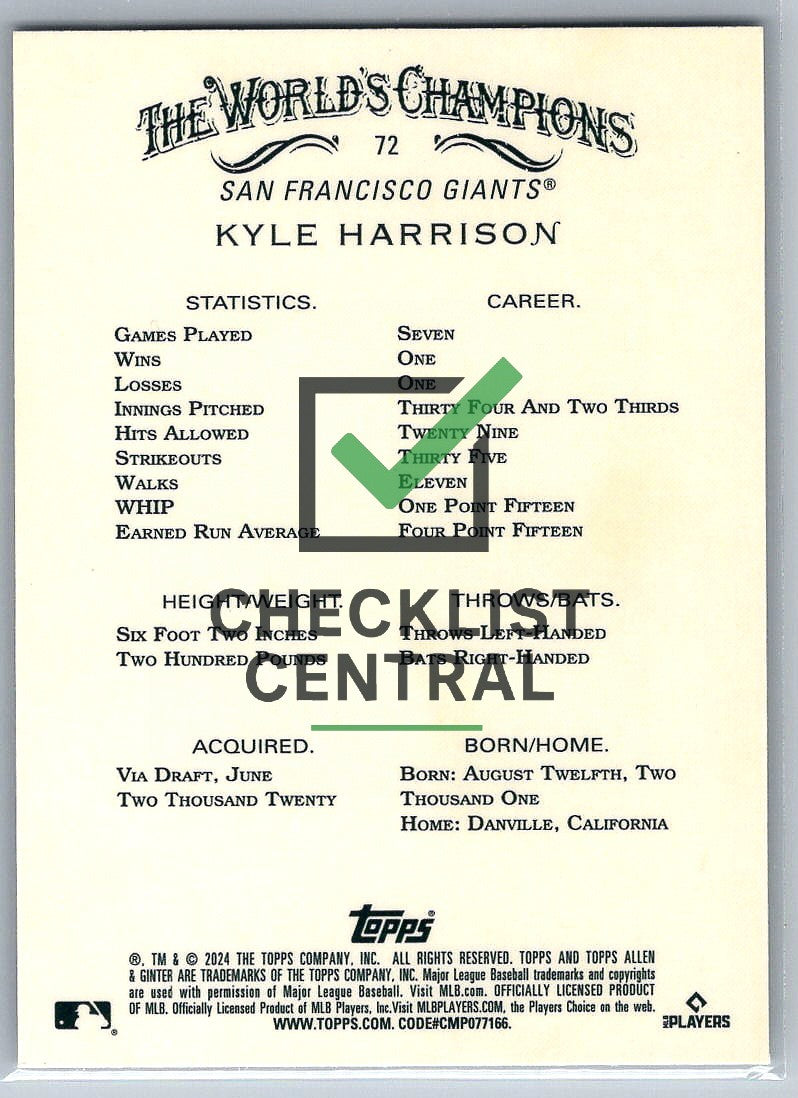 THE WORLD'S CHAMPIONS
72
SAN FRANCISCO GIANTS®
KYLE HARRISON
STATISTICS. CAREER.
GAMES PLAYED SEVEN
WINS ONE
LOSSES ONE
INNINGS PITCHED THIRTY FOUR AND TWO THIRDS
HITS ALLOWED TWENTY NINE
STRIKEOUTS THIRTY FIVE
WALKS ELEVEN
WHIP ONE POINT FIFTEEN
EARNED RUN AVERAGE FOUR POINT FIFTEEN
CHECKLIST
CENTRAL
HEIGHT/WEIGHT. THROWS/BATS.
SIX FOOT TWO INCHES THROWS LEFT-HANDED
TWO HUNDRED POUNDS BATS RIGHT-HANDED
ACQUIRED. BORN/HOME.
VIA DRAFT, JUNE BORN: AUGUST TWELFTH, TWO
TWO THOUSAND TWENTY THOUSAND ONE
HOME: DANVILLE, CALIFORNIA
topps®
®, TM & © 2024 THE TOPPS COMPANY, INC. ALL RIGHTS RESERVED. TOPPS AND TOPPS ALLEN
& GINTER ARE TRADEMARKS OF THE TOPPS COMPANY, INC. Major League Baseball trademarks and copyrights
are used with permission of Major League Baseball. Visit MLB.com. OFFICIALLY LICENSED PRODUCT
OF MLB. Officially Licensed Product of MLB Players, Inc.Visit MLBPLAYERS.COM, the Players Choice on the web.
WWW.TOPPS.COM. CODE#CMP077166.
MLB PLAYERS